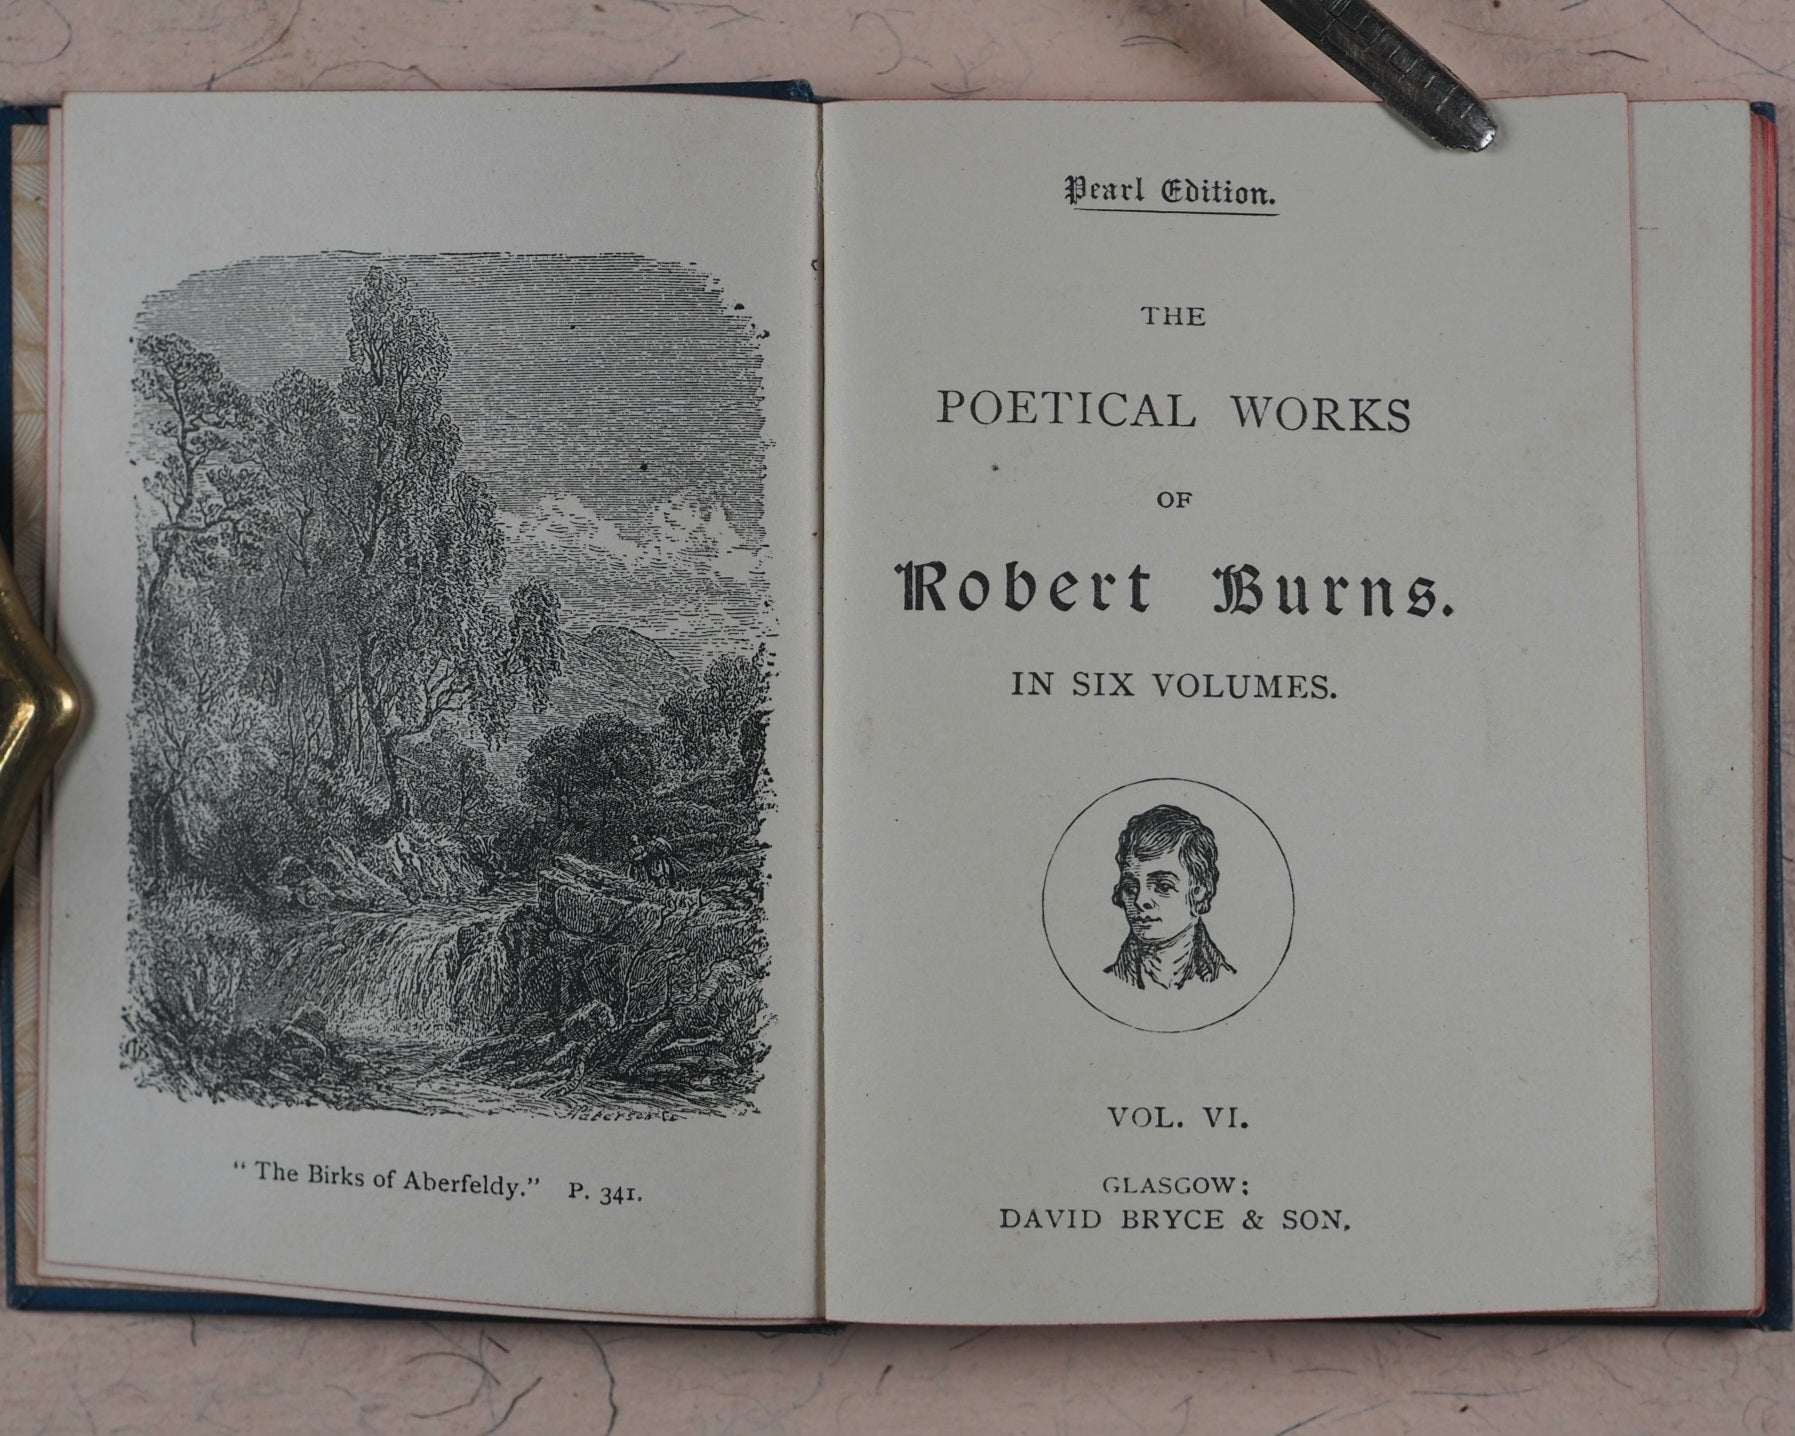 "The Birks of Aberfeldy." P. 341.
Pearl Edition.
THE
POETICAL WORKS
OF
Robert Burns.
IN SIX VOLUMES.
VOL. VI.
GLASGOW:
DAVID BRYCE & SON.